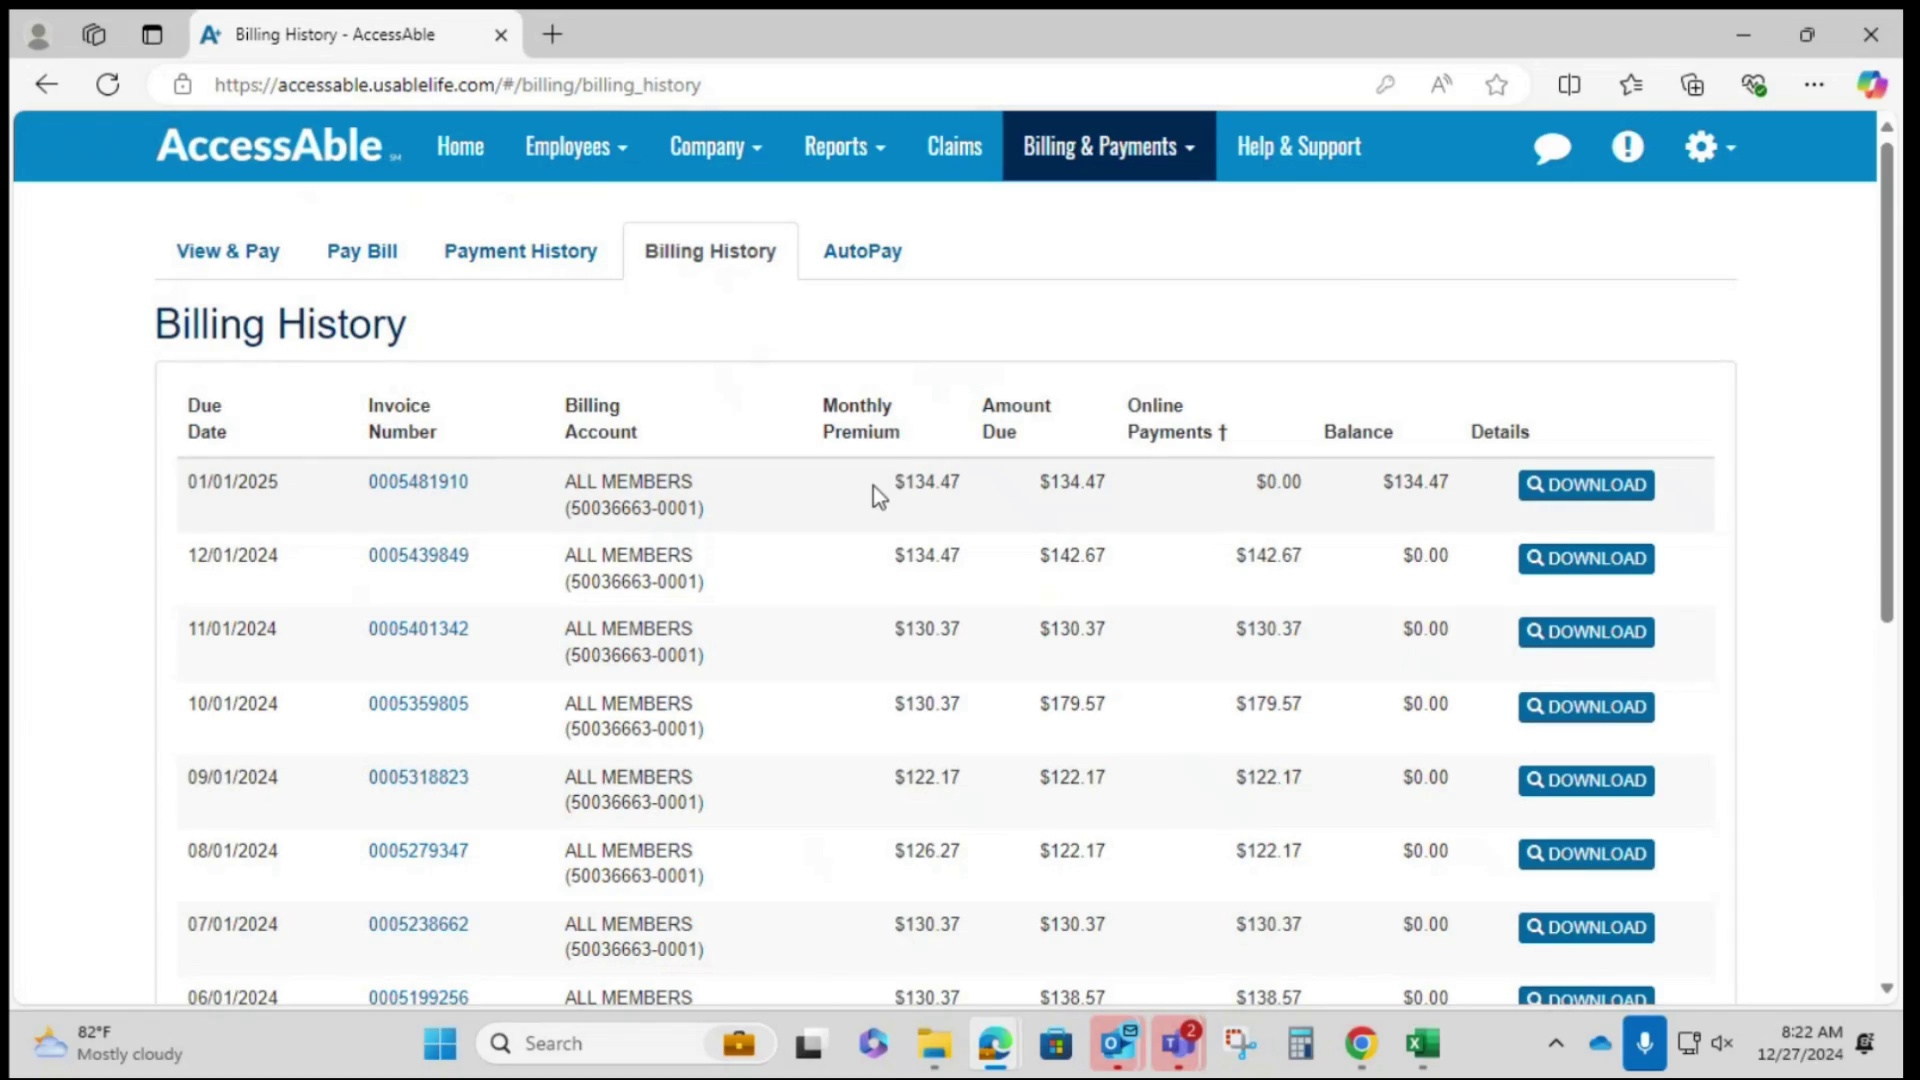 Billing History - AccessAble
https://accessable.usablelife.com/#/billing/billing_history
AccessAble SM Home Employees Company Reports Claims Billing & Payments Help & Support
View & Pay Pay Bill Payment History Billing History AutoPay
Billing History
Due Date Invoice Number Billing Account Monthly Premium Amount Due Online Payments † Balance Details
01/01/2025 0005481910 ALL MEMBERS $134.47 $134.47 $0.00 $134.47 DOWNLOAD
(50036663-0001)
12/01/2024 0005439849 ALL MEMBERS $134.47 $142.67 $142.67 $0.00 DOWNLOAD
(50036663-0001)
11/01/2024 0005401342 ALL MEMBERS $130.37 $130.37 $130.37 $0.00 DOWNLOAD
(50036663-0001)
10/01/2024 0005359805 ALL MEMBERS $130.37 $179.57 $179.57 $0.00 DOWNLOAD
(50036663-0001)
09/01/2024 0005318823 ALL MEMBERS $122.17 $122.17 $122.17 $0.00 DOWNLOAD
(50036663-0001)
08/01/2024 0005279347 ALL MEMBERS $126.27 $122.17 $122.17 $0.00 DOWNLOAD
(50036663-0001)
07/01/2024 0005238662 ALL MEMBERS $130.37 $130.37 $130.37 $0.00 DOWNLOAD
(50036663-0001)
06/01/2024 0005199256 ALL MEMBERS $130.37 $138.57 $138.57 $0.00 DOWNLOAD
82°F
Mostly cloudy
Search
2
8:22 AM
12/27/2024